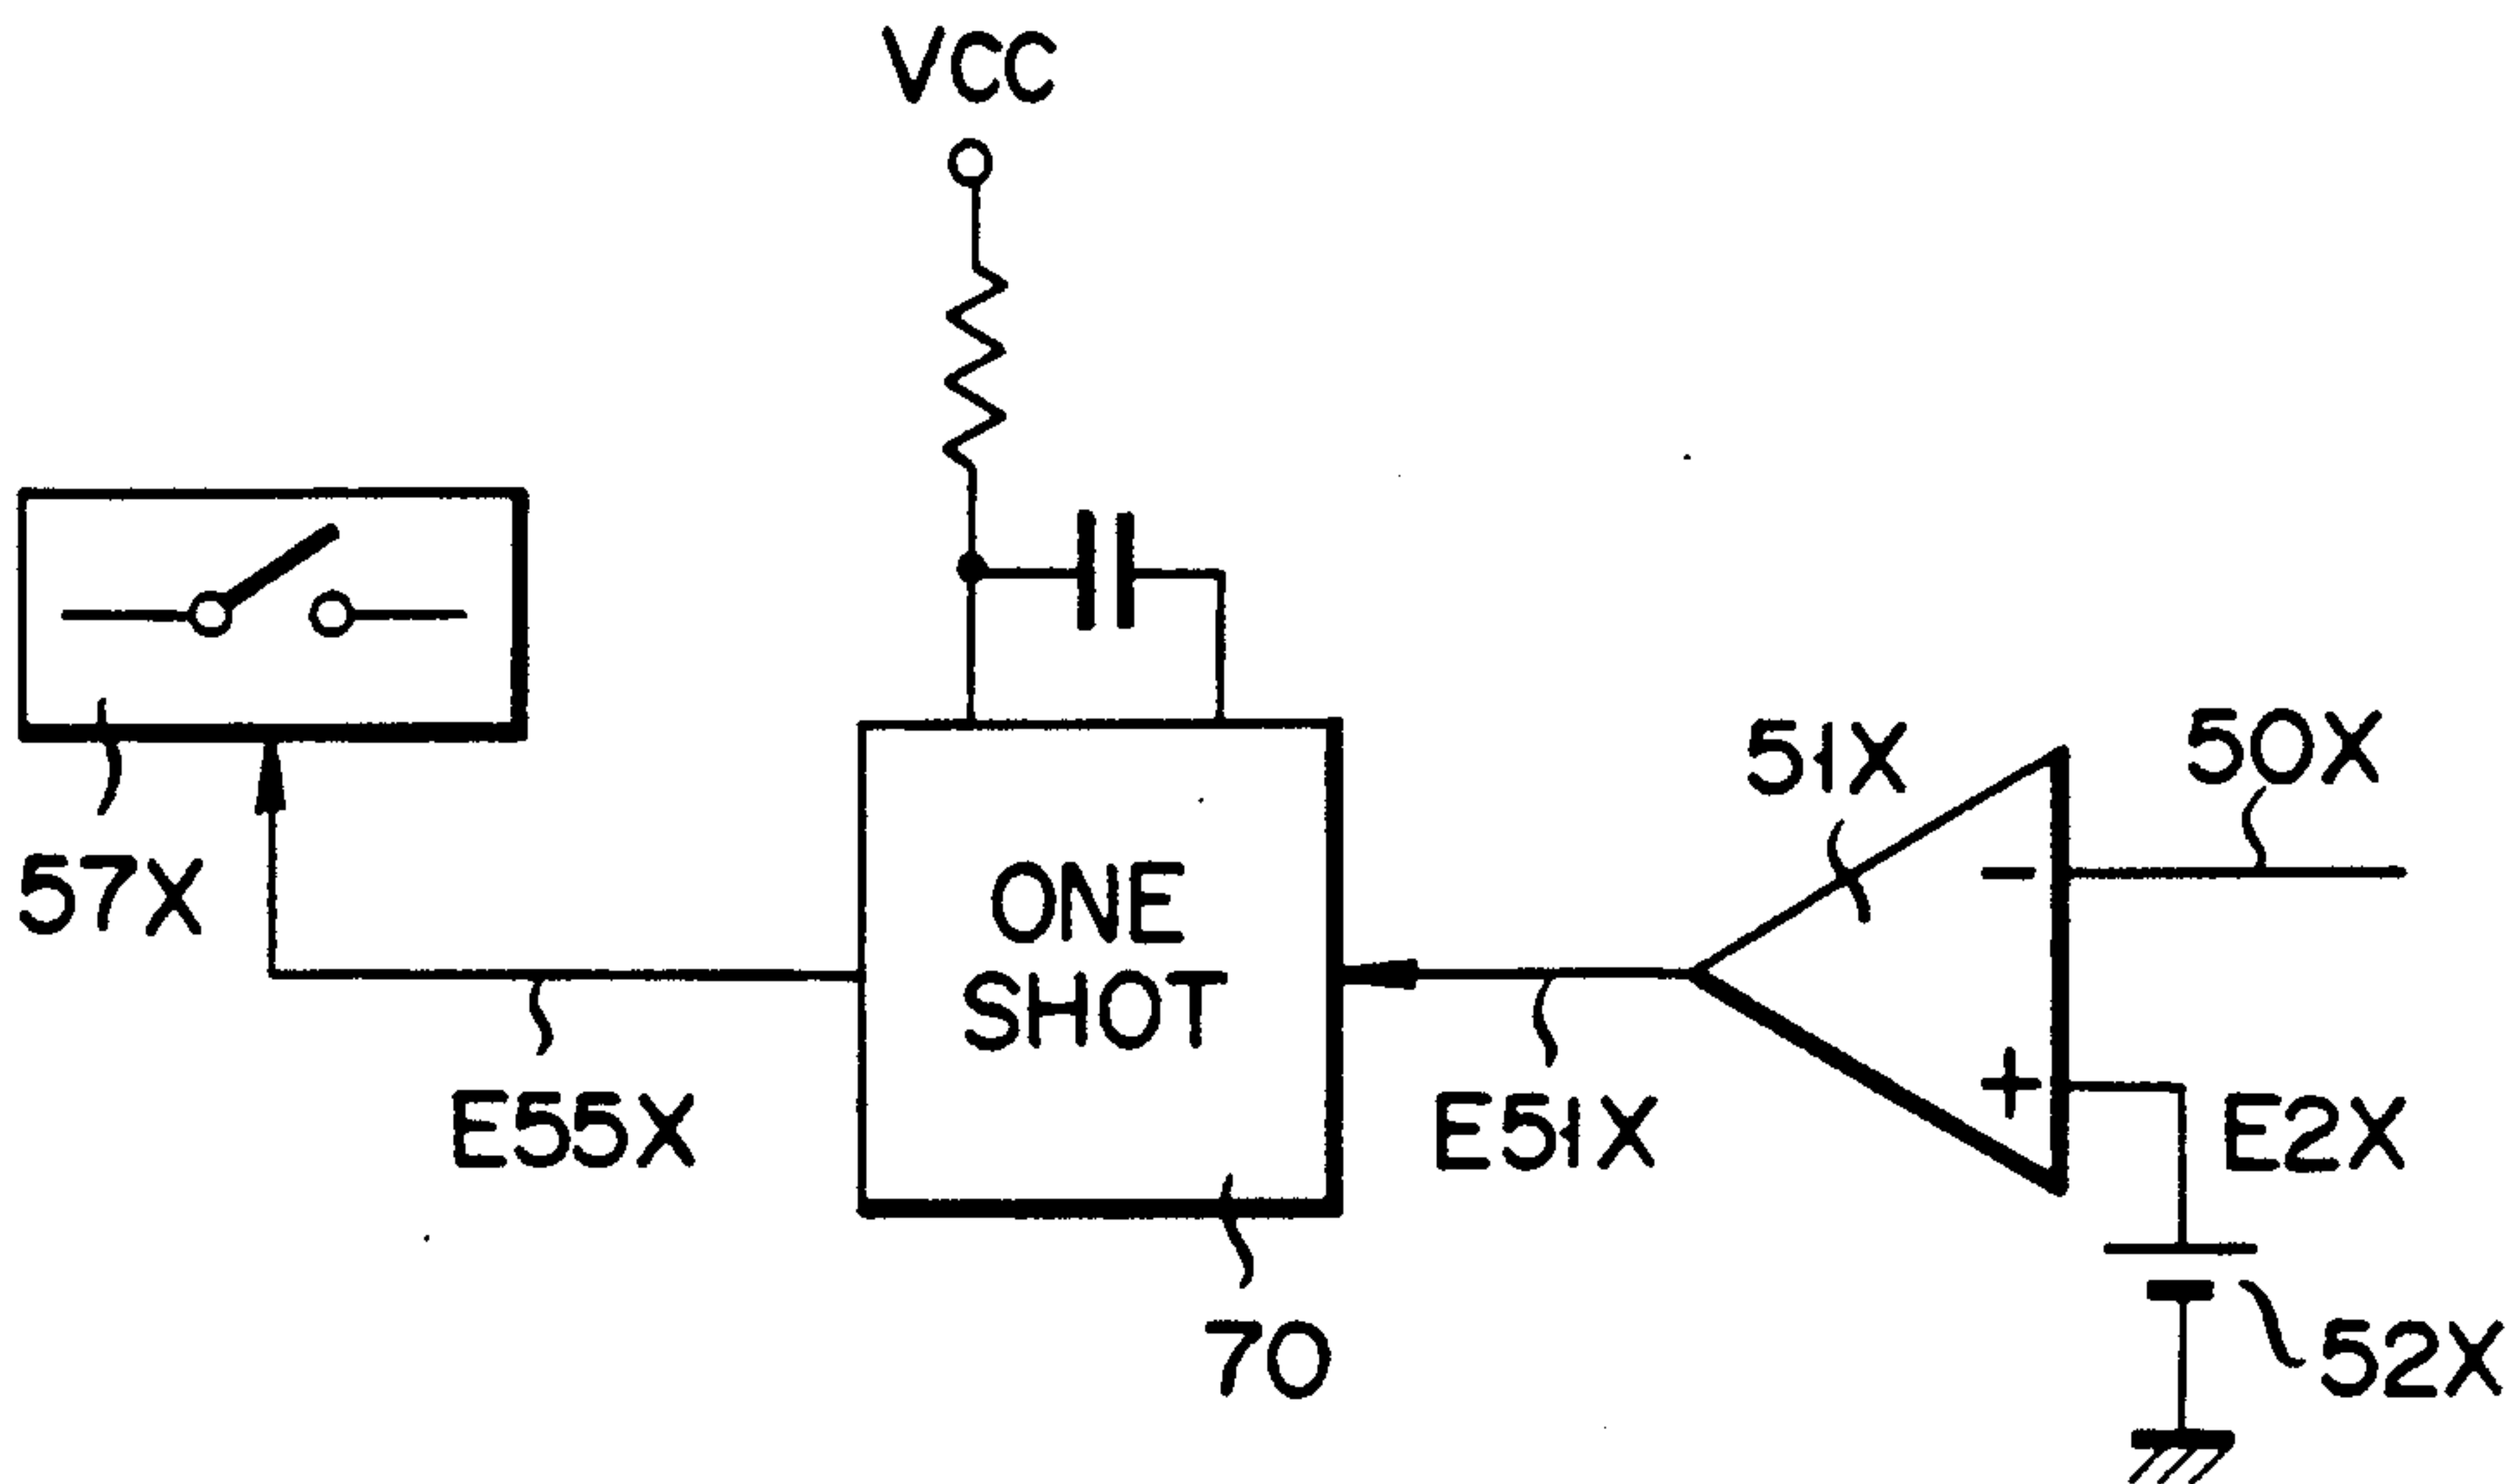 VCC
51X
50X
-
57X
ONE
SHOT
+
E55X
E51X
E2X
70
52X